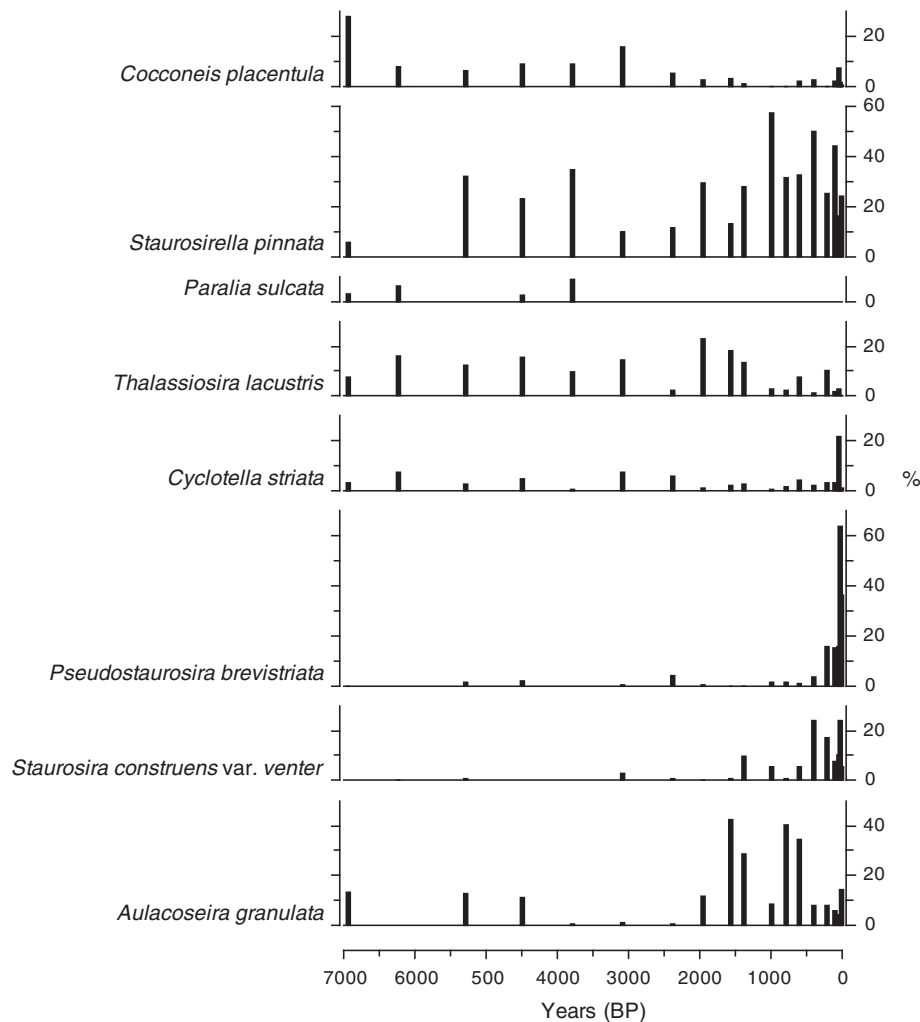 20
Cocconeis placentula
0
60
40
20
Staurosirella pinnata
0
Paralia sulcata
0
20
Thalassiosira lacustris
0
20
Cyclotella striata
%
0
60
40
20
Pseudostaurosira brevistriata
0
20
Staurosira construens var. venter
0
40
20
Aulacoseira granulata
0
7000 6000 500 4000 3000 2000 1000 0
Years (BP)